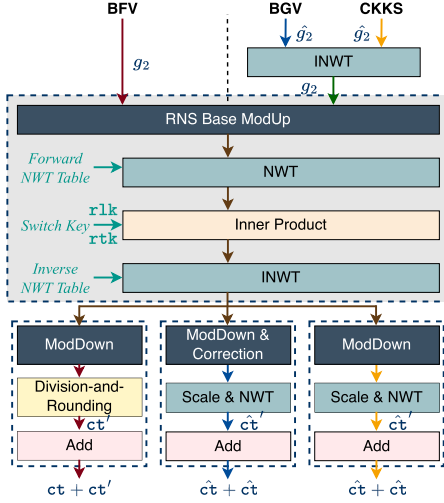 BFV BGV CKKS
g₂ ĝ₂ ĝ₂
INWT
g₂
RNS Base ModUp
Forward
NWT Table
NWT
rlk
Switch Key
rtk
Inner Product
Inverse
NWT Table
INWT
ModDown
Division-and-
Rounding
ct′
Add
ct + ct′
ModDown &
Correction
Scale & NWT
ĉt′
Add
ĉt + ĉt
ModDown
Scale & NWT
ĉt′
Add
ĉt + ĉt